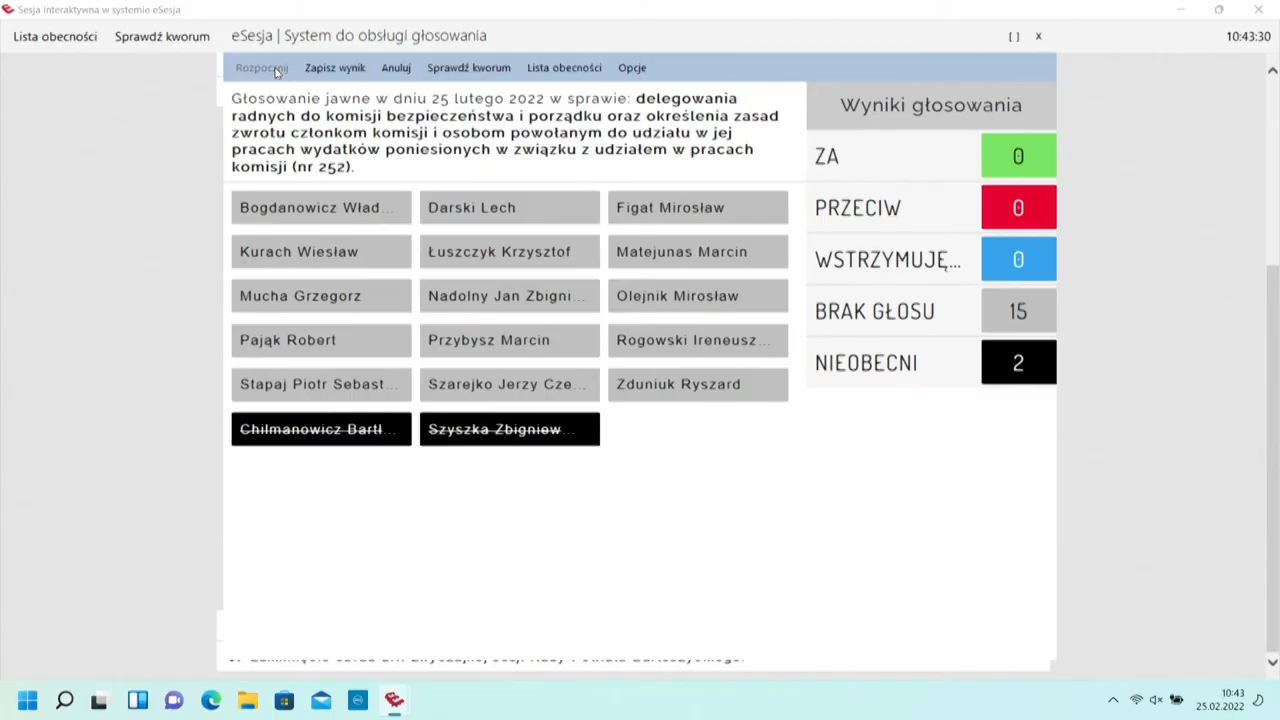 Sesja interaktywna w systemie eSesja
Lista obecności Sprawdź kworum eSesja | System do obsługi głosowania [ ] x 10:43:30
Rozpocznij Zapisz wynik Anuluj Sprawdź kworum Lista obecności Opcje
Głosowanie jawne w dniu 25 lutego 2022 w sprawie: delegowania
radnych do komisji bezpieczeństwa i porządku oraz określenia zasad
zwrotu członkom komisji i osobom powołanym do udziału w jej
pracach wydatków poniesionych w związku z udziałem w pracach
komisji (nr 252).
Wyniki głosowania
ZA 0
PRZECIW 0
WSTRZYMUJĘ... 0
BRAK GŁOSU 15
NIEOBECNI 2
Bogdanowicz Wład... Darski Lech Figat Mirosław
Kurach Wiesław Łuszczyk Krzysztof Matejunas Marcin
Mucha Grzegorz Nadolny Jan Zbigni... Olejnik Mirosław
Pająk Robert Przybysz Marcin Rogowski Ireneusz...
Stapaj Piotr Sebast... Szarejko Jerzy Cze... Zduniuk Ryszard
Chilmanowicz Bartł... Szyszka Zbigniew...
10:43
25.02.2022